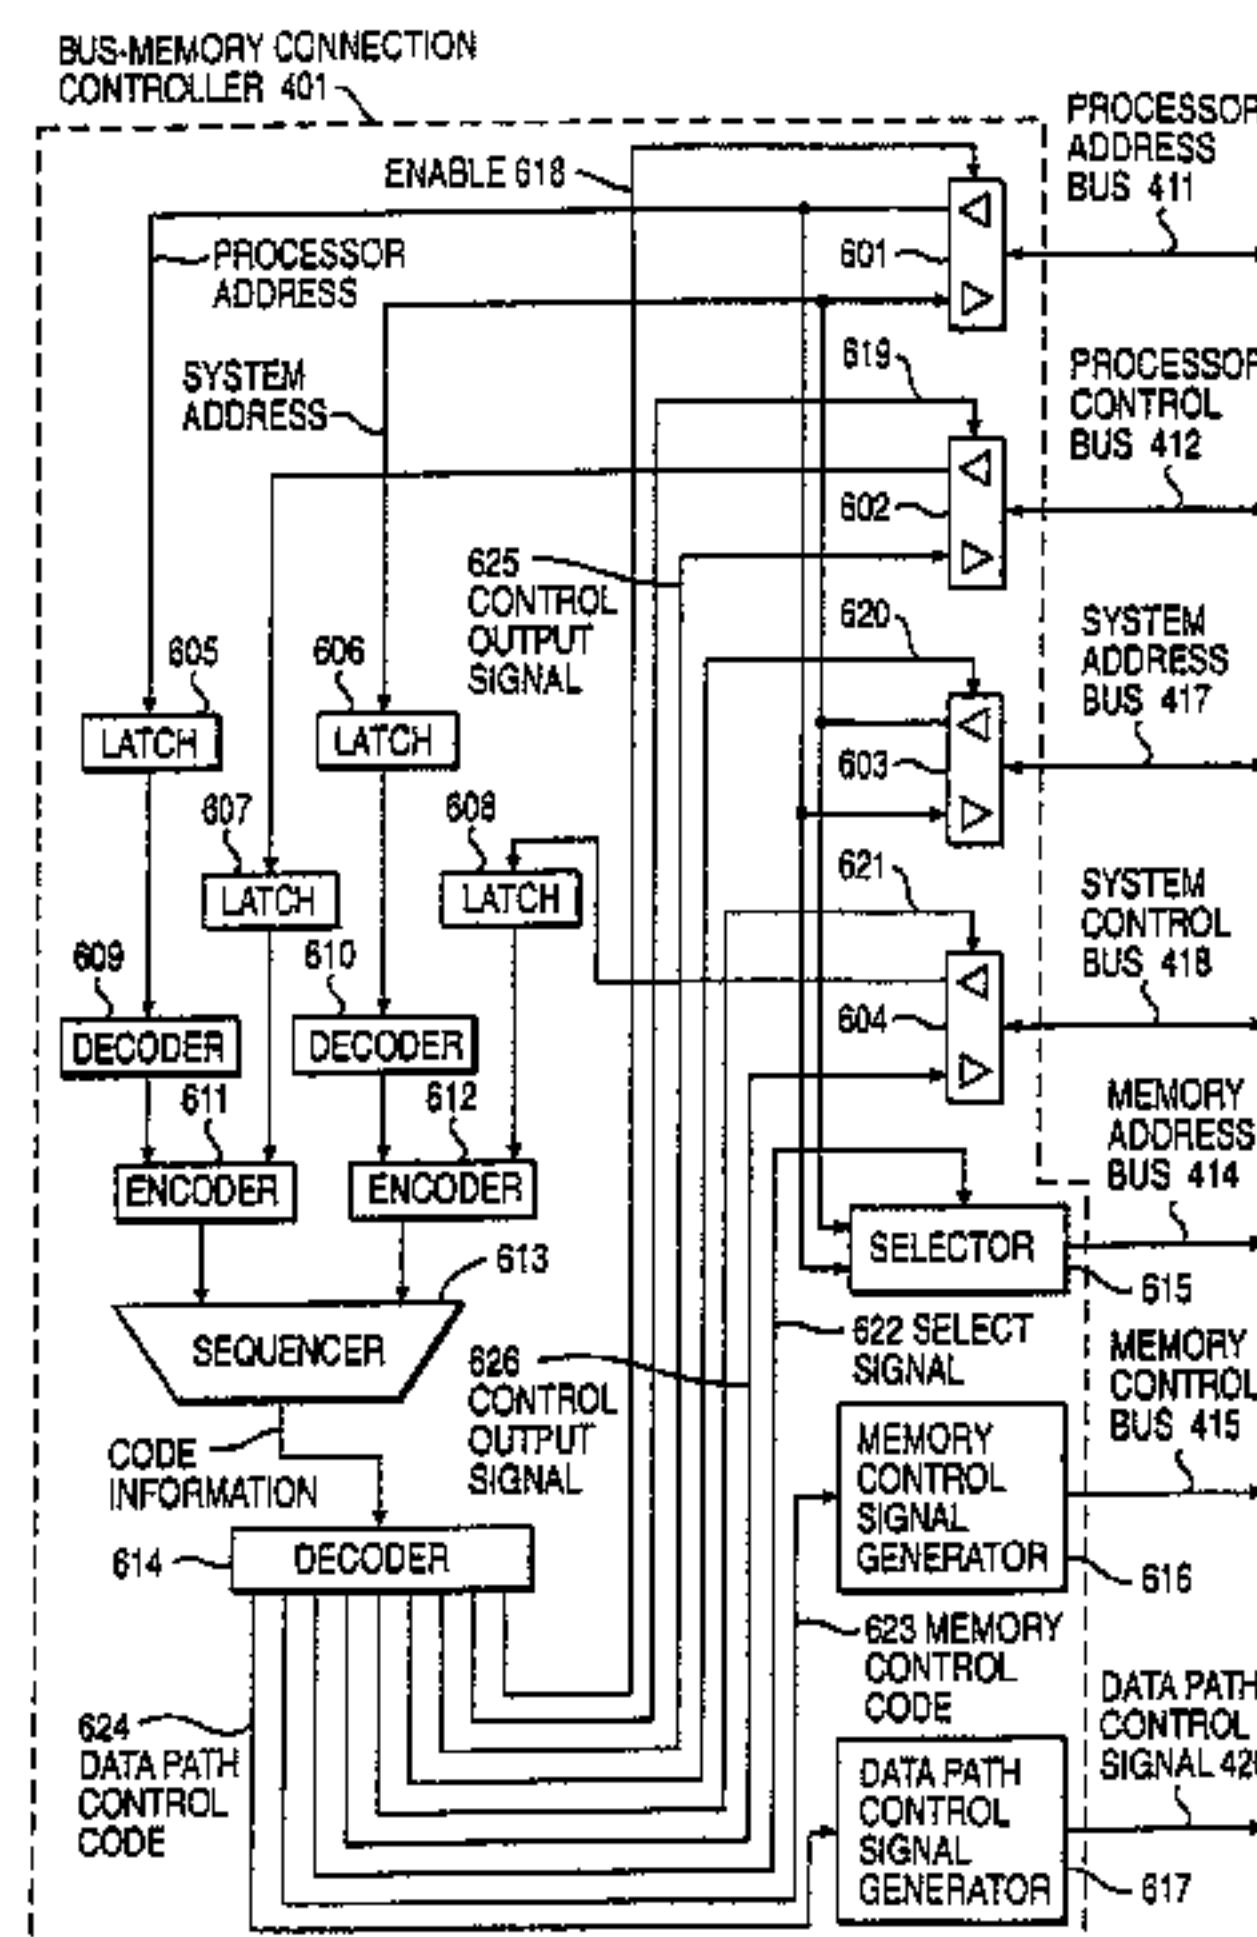 BUS-MEMORY CONNECTION
CONTROLLER 401
PROCESSOR
ADDRESS
BUS 411
ENABLE 618
PROCESSOR
ADDRESS
601
619
PROCESSOR
CONTROL
BUS 412
SYSTEM
ADDRESS
602
625
CONTROL
OUTPUT
SIGNAL
620
SYSTEM
ADDRESS
BUS 417
605
606
LATCH
LATCH
603
607
608
LATCH
LATCH
621
SYSTEM
CONTROL
BUS 418
609
610
DECODER
DECODER
604
611
612
MEMORY
ADDRESS
BUS 414
ENCODER
ENCODER
SELECTOR
613
615
SEQUENCER
622 SELECT
SIGNAL
626
CONTROL
OUTPUT
SIGNAL
MEMORY
CONTROL
BUS 415
CODE
INFORMATION
MEMORY
CONTROL
SIGNAL
GENERATOR
614
DECODER
616
623 MEMORY
CONTROL
CODE
624
DATA PATH
CONTROL
CODE
DATA PATH
CONTROL
SIGNAL
DATA PATH
CONTROL
SIGNAL
GENERATOR
617